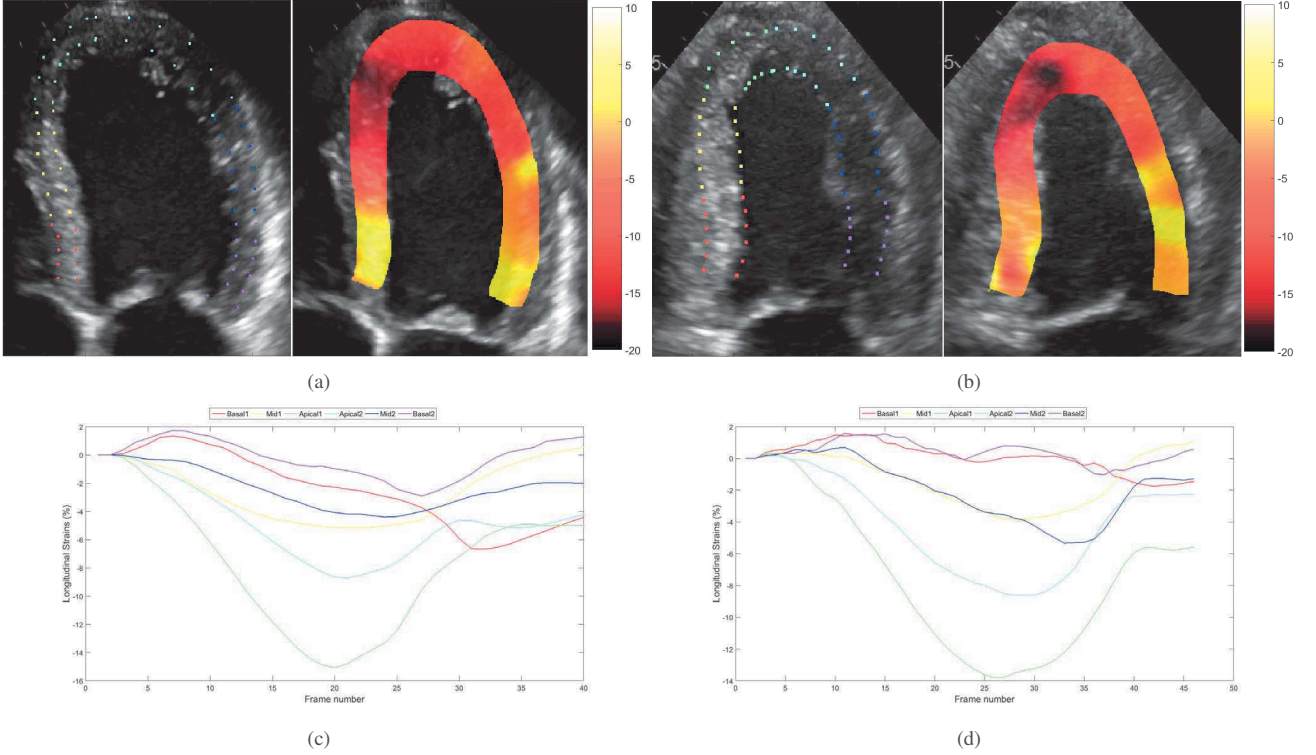 10
5
0
-5
-10
-15
-20
5
5
10
5
0
-5
-10
-15
-20
(a)
(b)
Basal1 Mid1 Apical1 Apical2 Mid2 Basal2
2
0
-2
-4
-6
-8
-10
-12
-14
-16
Longitudinal Strains (%)
0 5 10 15 20 25 30 35 40
Frame number
Basal1 Mid1 Apical1 Apical2 Mid2 Basal2
2
0
-2
-4
-6
-8
-10
-12
-14
Longitudinal Strains (%)
0 5 10 15 20 25 30 35 40 45 50
Frame number
(c)
(d)